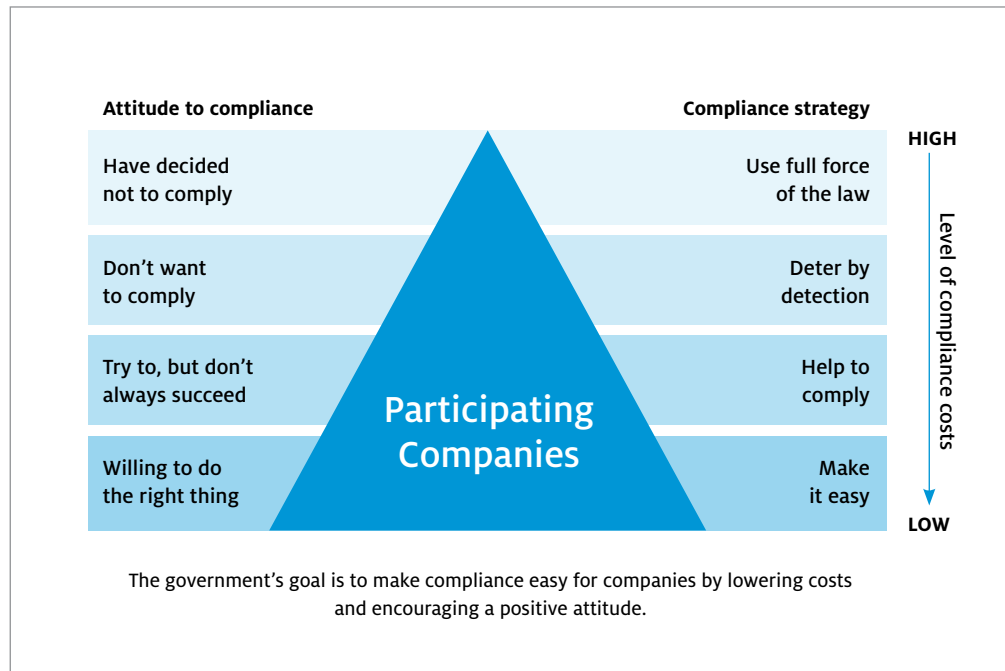 Attitude to compliance
Compliance strategy
HIGH
Have decided
not to comply
Use full force
of the law
Don’t want
to comply
Deter by
detection
Try to, but don’t
always succeed
Help to
comply
Willing to do
the right thing
Make
it easy
Participating
Companies
Level of compliance costs
LOW
The government’s goal is to make compliance easy for companies by lowering costs
and encouraging a positive attitude.